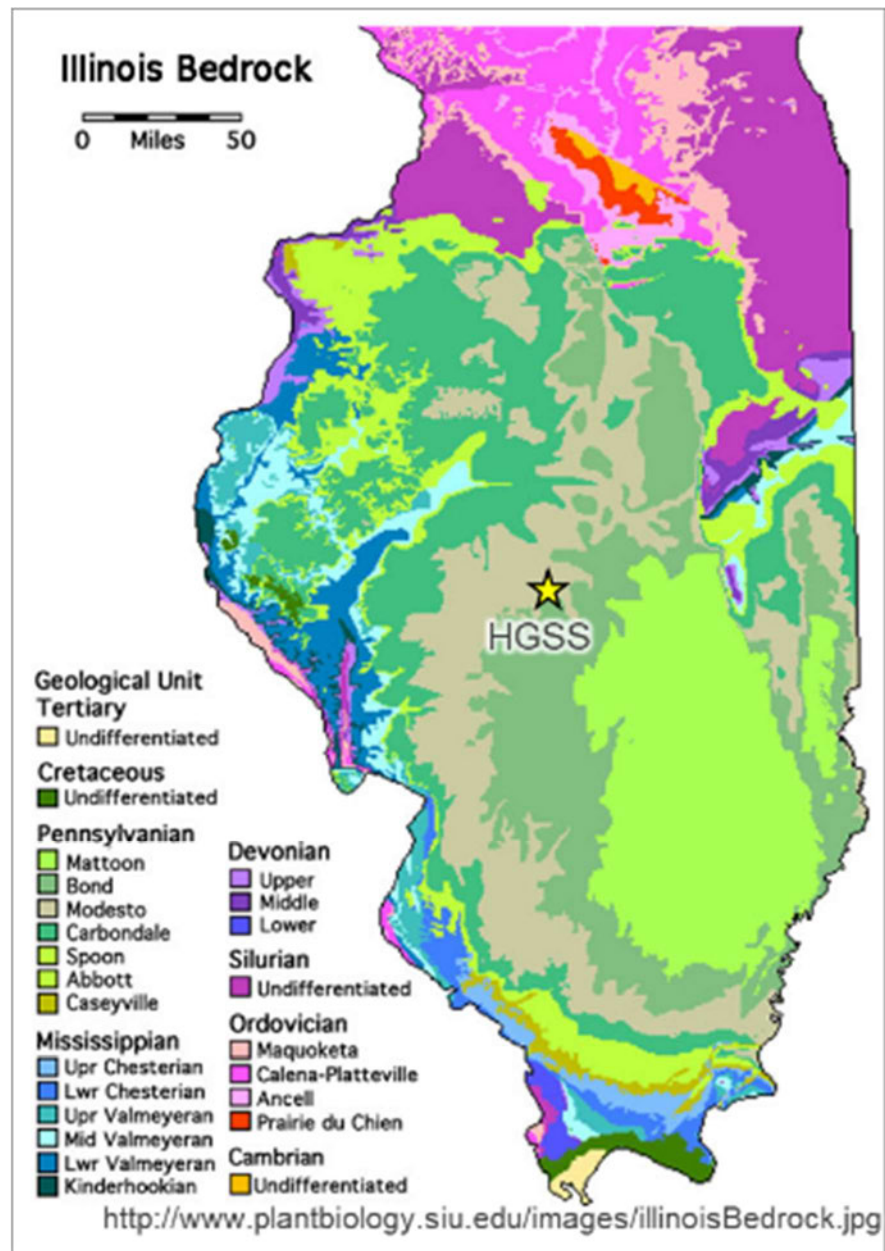 Illinois Bedrock
0 Miles 50
HGSS
Geological Unit
Tertiary
Undifferentiated
Cretaceous
Undifferentiated
Pennsylvanian
Mattoon
Bond
Modesto
Carbondale
Spoon
Abbott
Caseyville
Mississippian
Upr Chesterian
Lwr Chesterian
Upr Valmeyeran
Mid Valmeyeran
Lwr Valmeyeran
Kinderhookian
Devonian
Upper
Middle
Lower
Silurian
Undifferentiated
Ordovician
Maquoketa
Calena-Platteville
Ancell
Prairie du Chien
Cambrian
Undifferentiated
http://www.plantbiology.siu.edu/images/illinoisBedrock.jpg